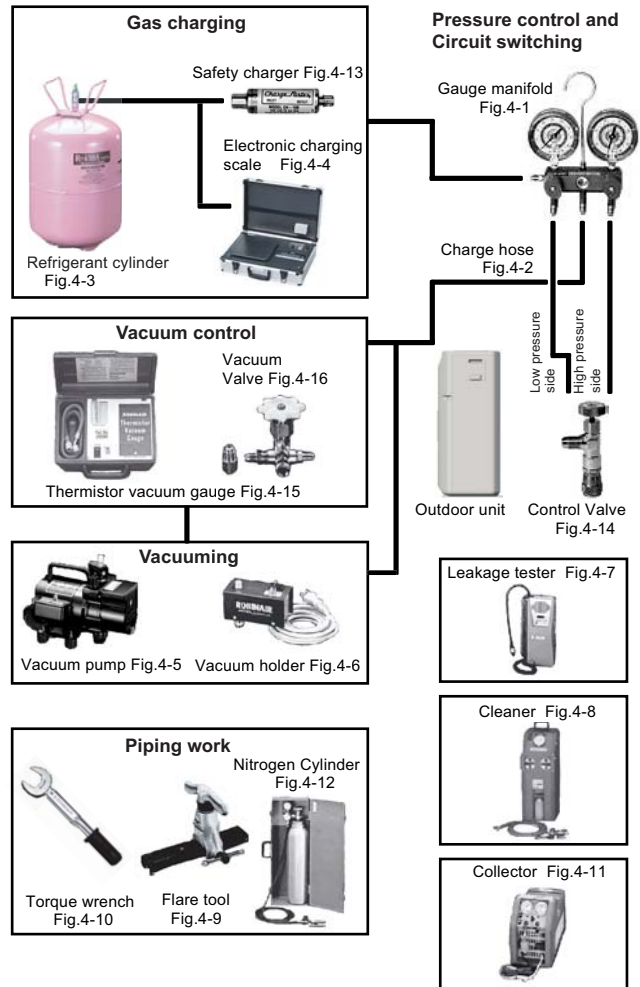 Gas charging
Safety charger Fig.4-13
Electronic charging
scale Fig.4-4
Refrigerant cylinder
Fig.4-3
Pressure control and
Circuit switching
Gauge manifold
Fig.4-1
Charge hose
Fig.4-2
Low pressure
side
High pressure
side
Outdoor unit
Control Valve
Fig.4-14
Vacuum control
Vacuum
Valve Fig.4-16
Thermistor
Vacuum
Gauge
Thermistor vacuum gauge Fig.4-15
Vacuuming
ROBINAIR
Vacuum pump Fig.4-5
Vacuum holder Fig.4-6
Piping work
Nitrogen Cylinder
Fig.4-12
Torque wrench
Fig.4-10
Flare tool
Fig.4-9
Leakage tester Fig.4-7
Cleaner Fig.4-8
Collector Fig.4-11